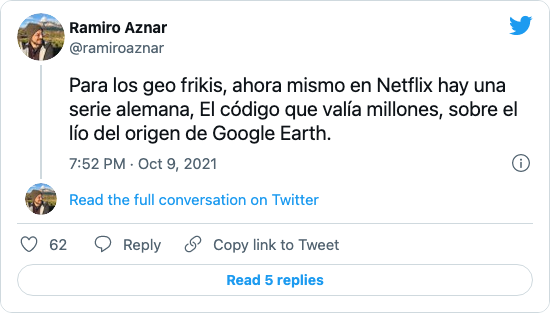 Ramiro Aznar
@ramiroaznar
Para los geo frikis, ahora mismo en Netflix hay una
serie alemana, El código que valía millones, sobre el
lío del origen de Google Earth.
7:52 PM · Oct 9, 2021
Read the full conversation on Twitter
62 Reply Copy link to Tweet
Read 5 replies